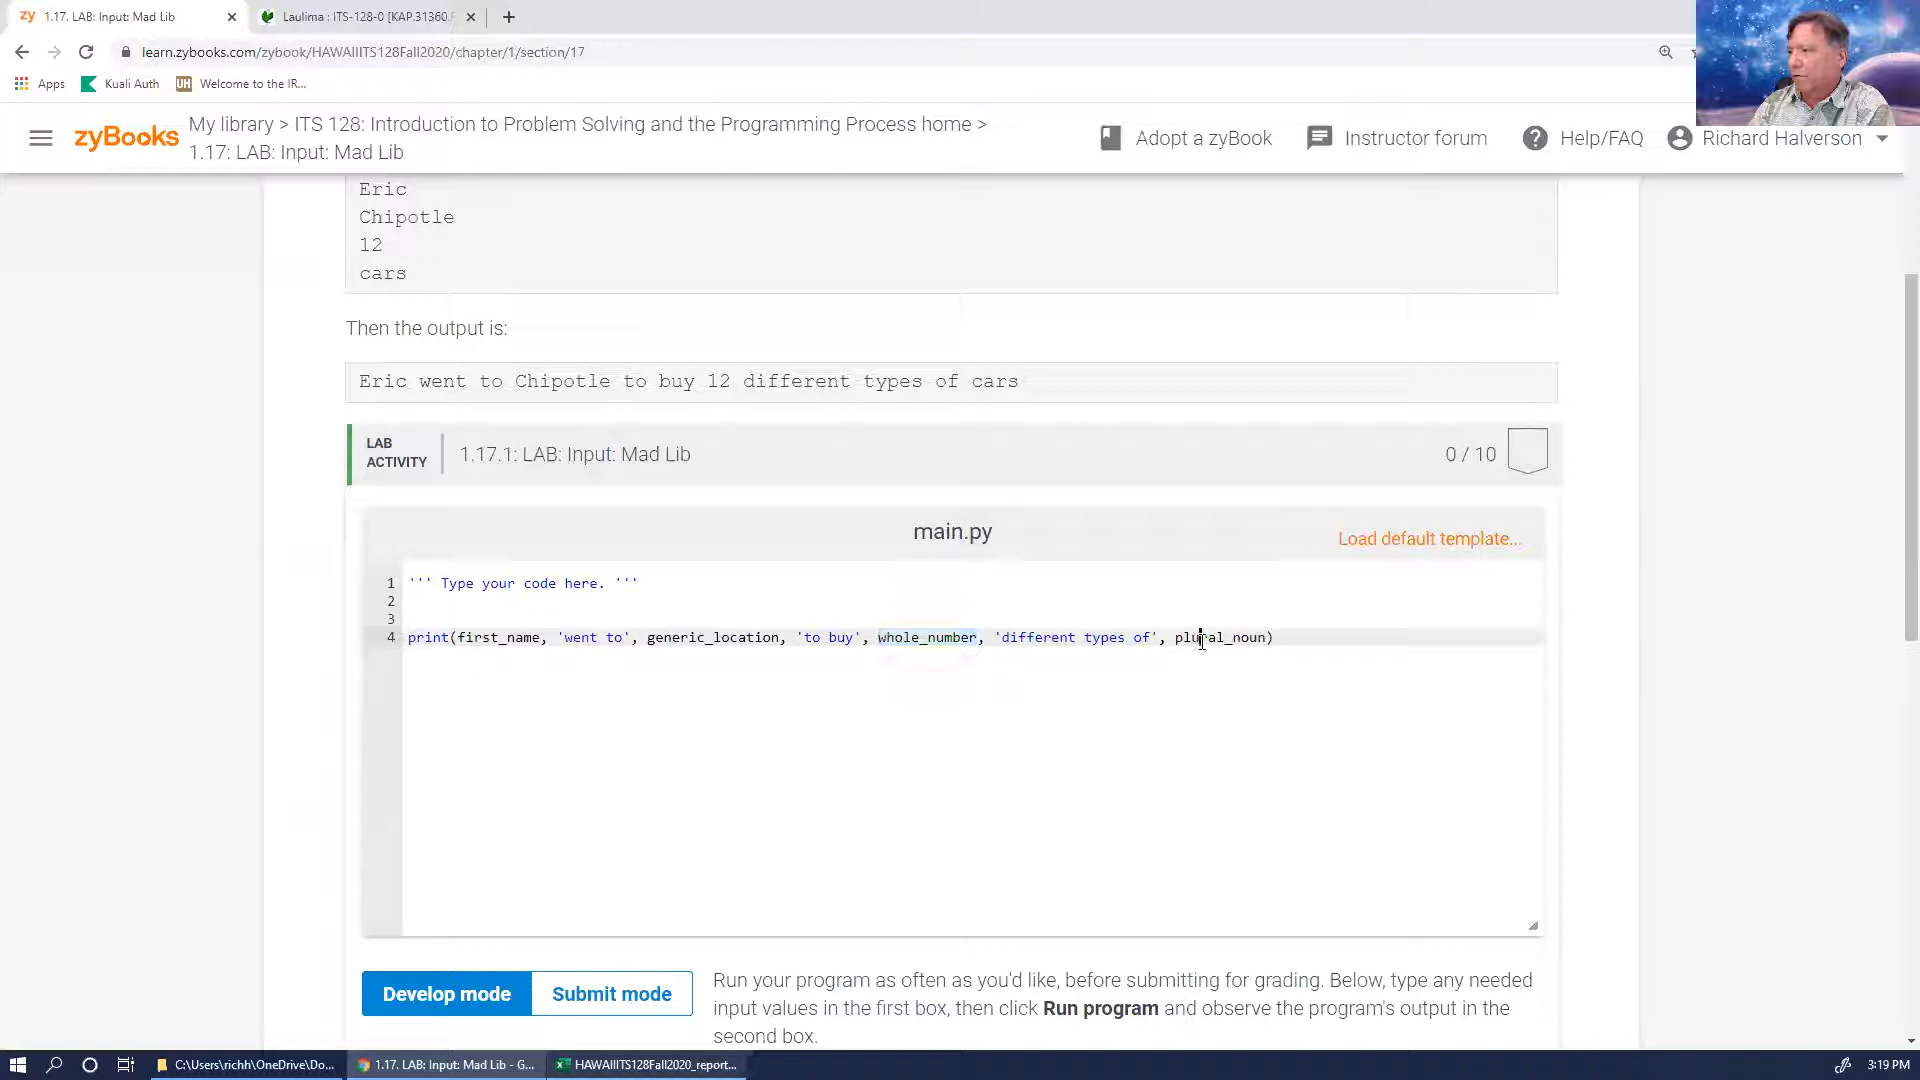 1.17. LAB: Input: Mad Lib
Laulima : ITS-128-0 [KAP.31360.F
learn.zybooks.com/zybook/HAWAIIITS128Fall2020/chapter/1/section/17
Apps
Kuali Auth
UH
Welcome to the IR...
zyBooks
My library > ITS 128: Introduction to Problem Solving and the Programming Process home >
1.17: LAB: Input: Mad Lib
Adopt a zyBook
Instructor forum
Help/FAQ
Richard Halverson
Eric
Chipotle
12
cars
Then the output is:
Eric went to Chipotle to buy 12 different types of cars
LAB
ACTIVITY
1.17.1: LAB: Input: Mad Lib
0 / 10
main.py
Load default template...
1 ''' Type your code here. '''
2
3
4 print(first_name, 'went to', generic_location, 'to buy', whole_number, 'different types of', plural_noun)
Develop mode
Submit mode
Run your program as often as you'd like, before submitting for grading. Below, type any needed
input values in the first box, then click Run program and observe the program's output in the
second box.
C:\Users\richh\OneDrive\Do...
1.17. LAB: Input: Mad Lib - G...
HAWAIIITS128Fall2020_report...
3:19 PM